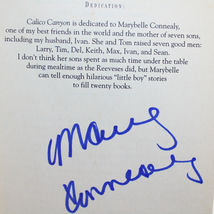 DEDICATION:
Calico Canyon is dedicated to Marybelle Connealy,
one of my best friends in the world and the mother of seven sons,
including my husband, Ivan. She and Tom raised seven good men:
Larry, Tim, Del, Keith, Max, Ivan, and Sean.
I don't think her sons spent as much time under the table
during mealtime as the Reeveses did, but Marybelle
can tell enough hilarious "little boy" stories
to fill twenty books.
Mary
Connealy